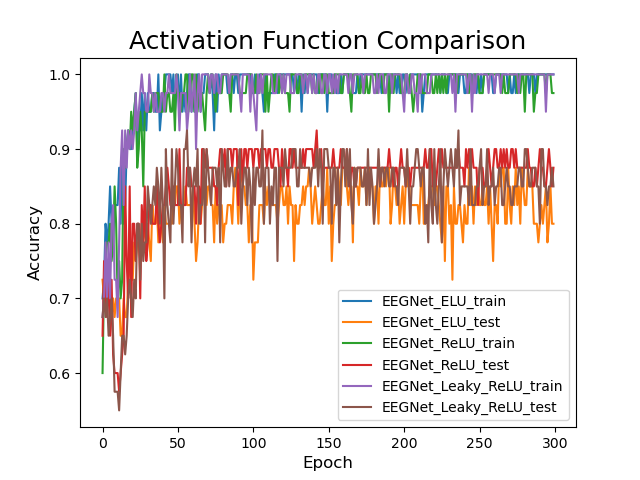 Activation Function Comparison
1.0
0.9
0.8
0.7
0.6
Accuracy
0
50
100
150
200
250
300
Epoch
EEGNet_ELU_train
EEGNet_ELU_test
EEGNet_ReLU_train
EEGNet_ReLU_test
EEGNet_Leaky_ReLU_train
EEGNet_Leaky_ReLU_test